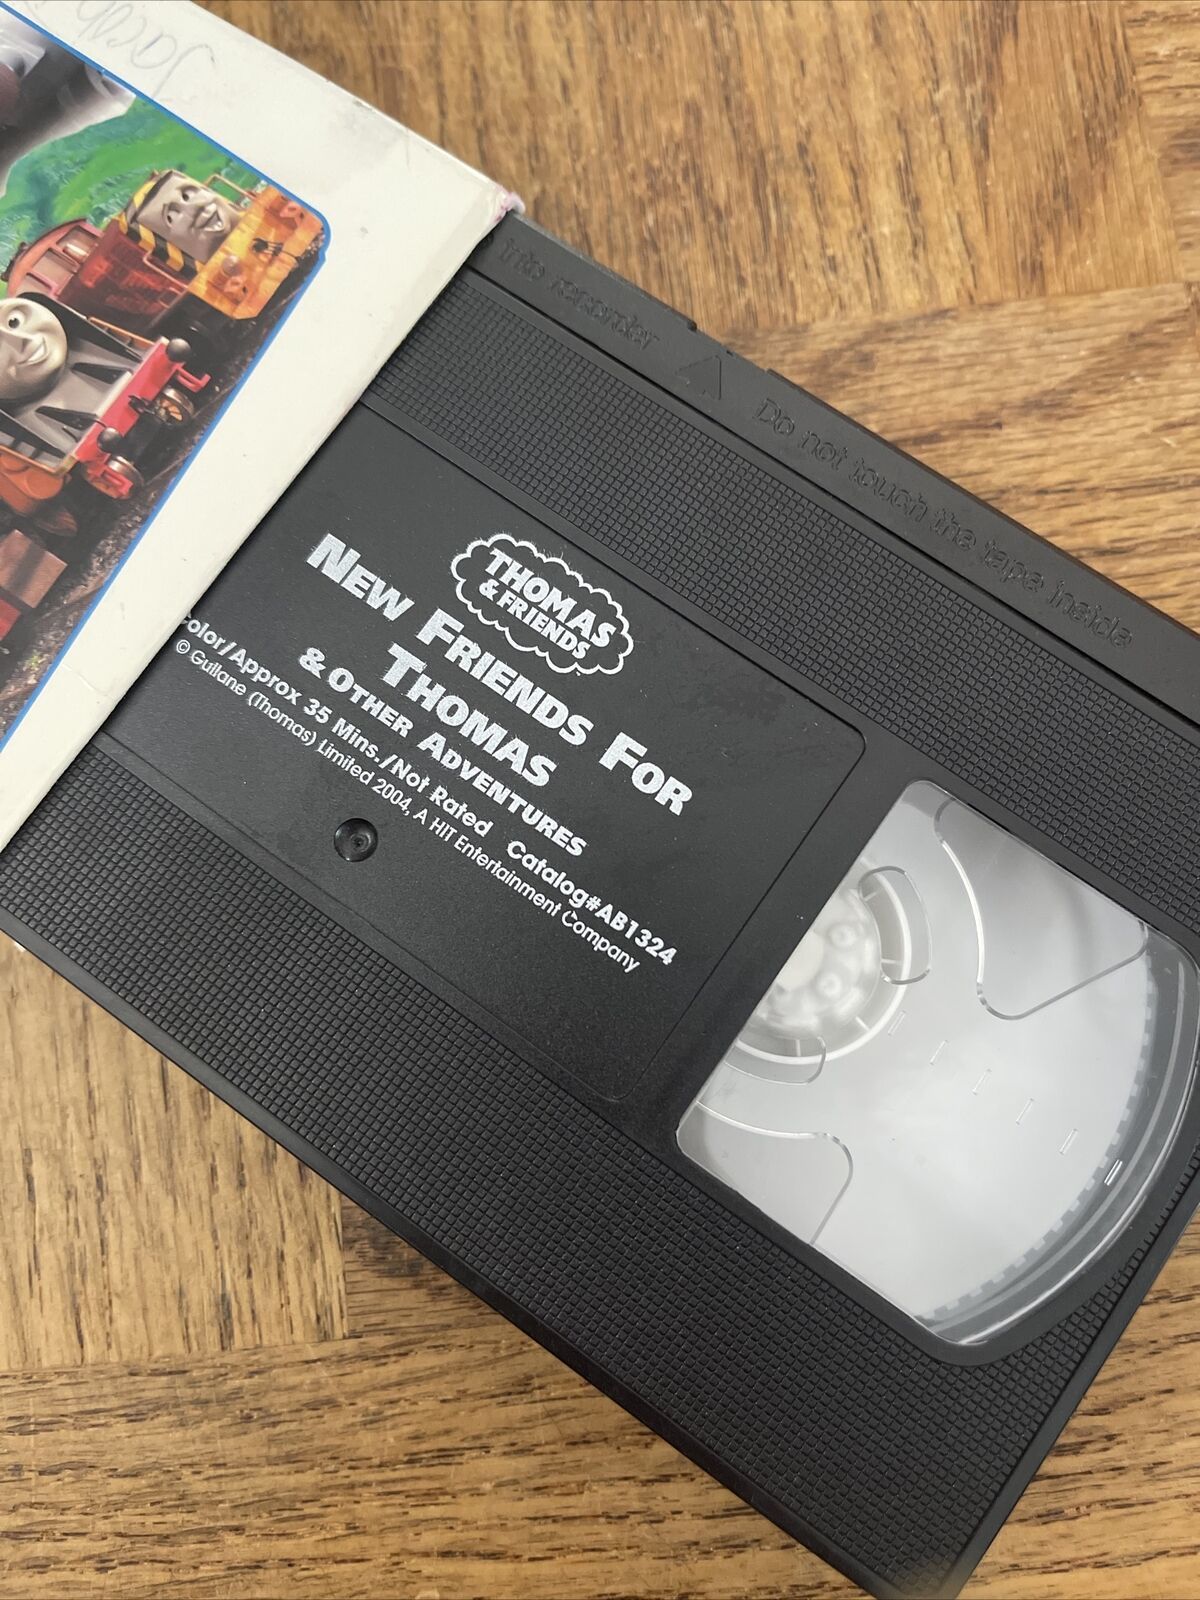 Jacob
into recorder
Do not touch the tape inside
THOMAS
& FRIENDS
NEW FRIENDS FOR
THOMAS
& OTHER ADVENTURES
Color/Approx 35 Mins./Not Rated Catalog#AB1324
© Gullane (Thomas) Limited 2004, A HIT Entertainment Company